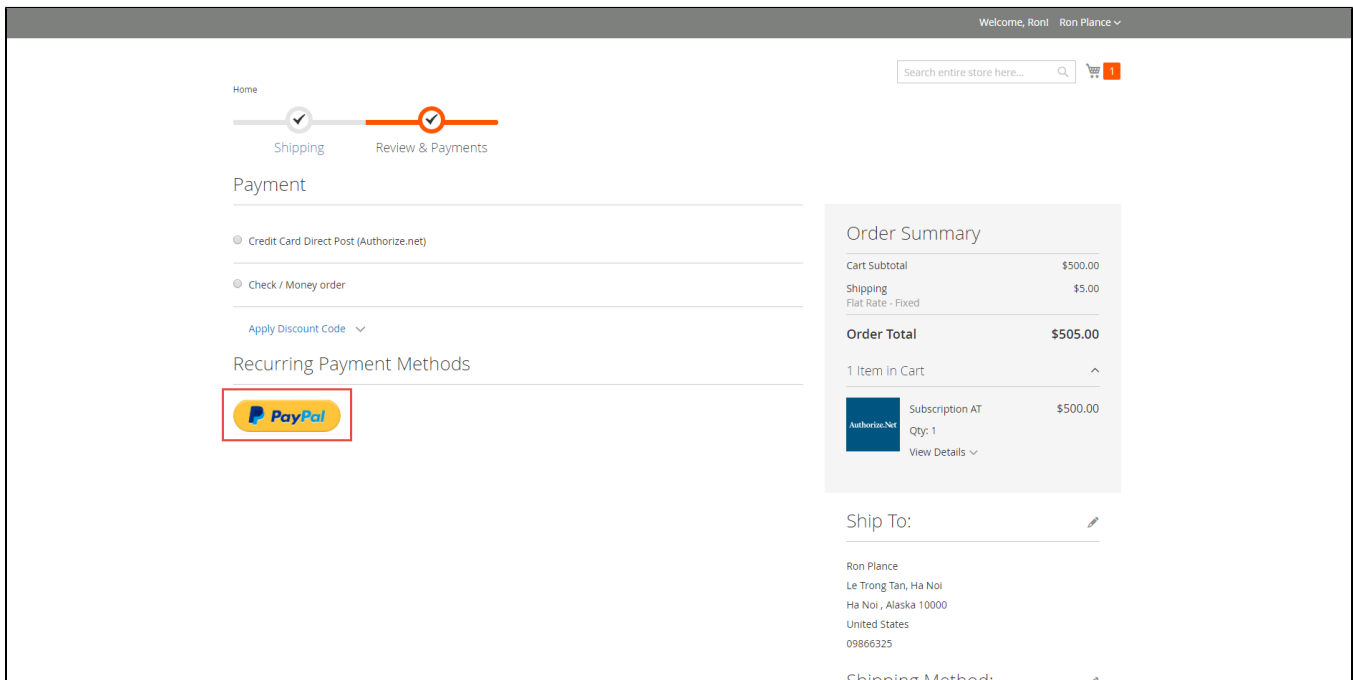 Welcome, Ron! Ron Plance
Search entire store here...
1
Home
Shipping
Review & Payments
Payment
Credit Card Direct Post (Authorize.net)
Check / Money order
Apply Discount Code
Recurring Payment Methods
PayPal
Order Summary
Cart Subtotal $500.00
Shipping $5.00
Flat Rate - Fixed
Order Total $505.00
1 Item in Cart
Authorize.Net
Subscription AT $500.00
Qty: 1
View Details
Ship To:
Ron Plance
Le Trong Tan, Ha Noi
Ha Noi , Alaska 10000
United States
09866325
Shipping Method: